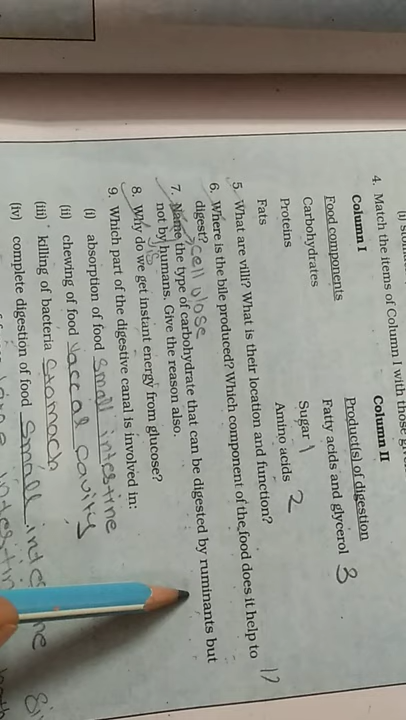 4. Match the items of Column I with those
Column I Column II
Food components Product(s) of digestion
Carbohydrates Fatty acids and glycerol 3
Proteins Sugar 1
Fats Amino acids 2
5. What are villi? What is their location and function?
6. Where is the bile produced? Which component of the food does it help to
digest?
cellulose
7. Name the type of carbohydrate that can be digested by ruminants but
not by humans. Give the reason also.
8. Why do we get instant energy from glucose?
9. Which part of the digestive canal is involved in:
(i) absorption of food small intestine
(ii) chewing of food cavity
(iii) killing of bacteria stomach
(iv) complete digestion of food small